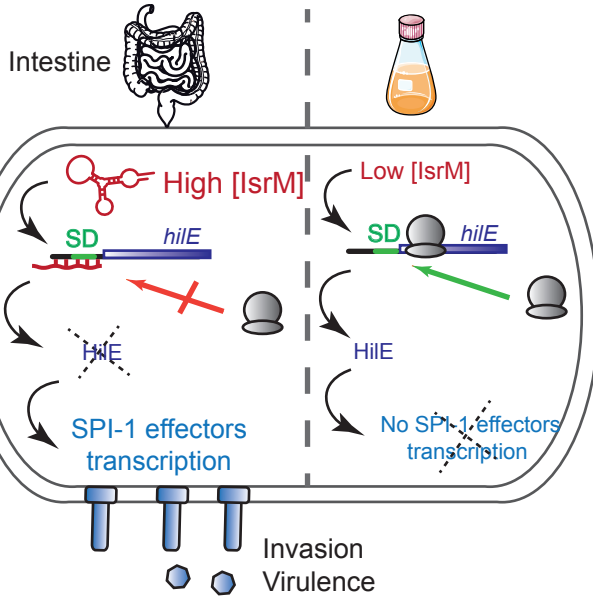 Intestine
High [IsrM]
SD
hilE
HilE
SPI-1 effectors
transcription
Low [IsrM]
SD
hilE
HilE
No SPI-1 effectors
transcription
Invasion
Virulence